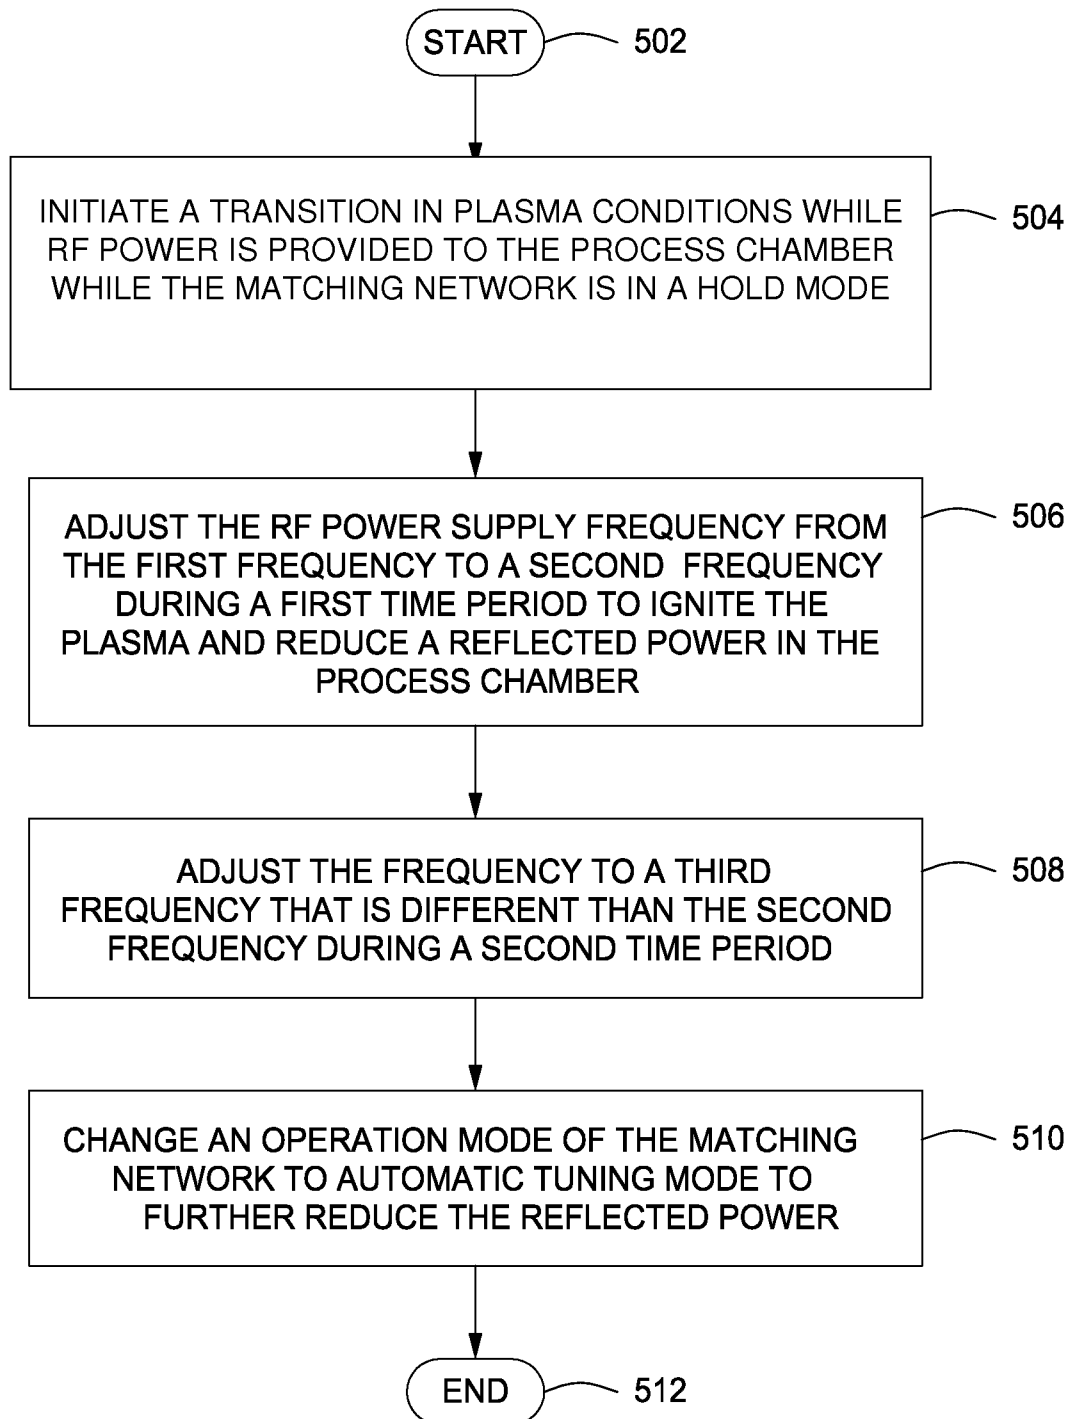 START
502
INITIATE A TRANSITION IN PLASMA CONDITIONS WHILE
RF POWER IS PROVIDED TO THE PROCESS CHAMBER
WHILE THE MATCHING NETWORK IS IN A HOLD MODE
504
ADJUST THE RF POWER SUPPLY FREQUENCY FROM
THE FIRST FREQUENCY TO A SECOND FREQUENCY
DURING A FIRST TIME PERIOD TO IGNITE THE
PLASMA AND REDUCE A REFLECTED POWER IN THE
PROCESS CHAMBER
506
ADJUST THE FREQUENCY TO A THIRD
FREQUENCY THAT IS DIFFERENT THAN THE SECOND
FREQUENCY DURING A SECOND TIME PERIOD
508
CHANGE AN OPERATION MODE OF THE MATCHING
NETWORK TO AUTOMATIC TUNING MODE TO
FURTHER REDUCE THE REFLECTED POWER
510
END
512